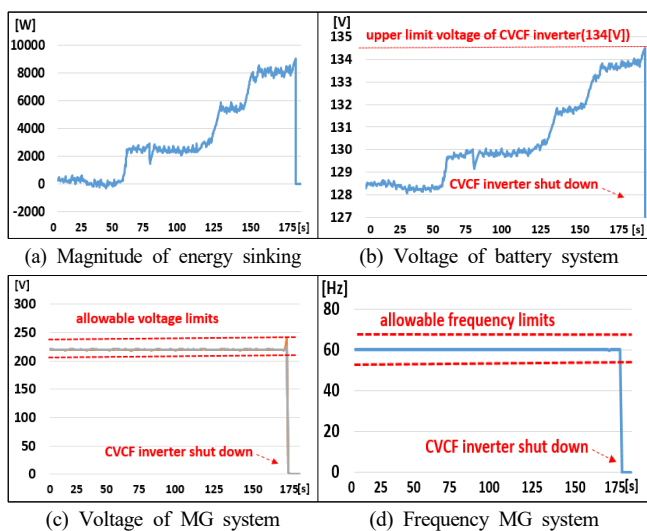 [W]
10000
8000
6000
4000
2000
0
-2000
0 25 50 75 100 125 150 175 [s]
(a) Magnitude of energy sinking
[V]
upper limit voltage of CVCF inverter(134[V])
135
134
133
132
131
130
129
128
127
CVCF inverter shut down
0 25 50 75 100 125 150 175 [s]
(b) Voltage of battery system
[V]
300
250
200
150
100
50
0
allowable voltage limits
CVCF inverter shut down
0 25 50 75 100 125 150 175[s]
(c) Voltage of MG system
[Hz]
80
60
40
20
0
allowable frequency limits
CVCF inverter shut down
0 25 50 75 100 125 150 175[s]
(d) Frequency MG system